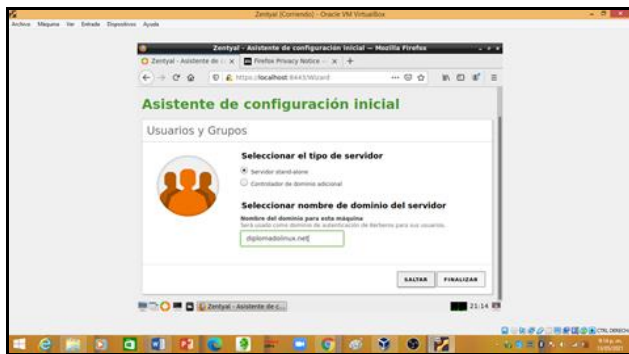 Zentyal [Corriendo] - Oracle VM VirtualBox
Archivo Máquina Ver Entrada Dispositivos Ayuda
Zentyal - Asistente de configuración inicial — Mozilla Firefox
Zentyal - Asistente de
Firefox Privacy Notice
https://localhost:8443/Wizard
Asistente de configuración inicial
Usuarios y Grupos
Seleccionar el tipo de servidor
Servidor stand-alone
Controlador de dominio adicional
Seleccionar nombre de dominio del servidor
Nombre del dominio para esta máquina
Será usado como dominio de autenticación de Kerberos para sus usuarios.
diplomadolinux.net
SALTAR FINALIZAR
Zentyal - Asistente de c...
21:14